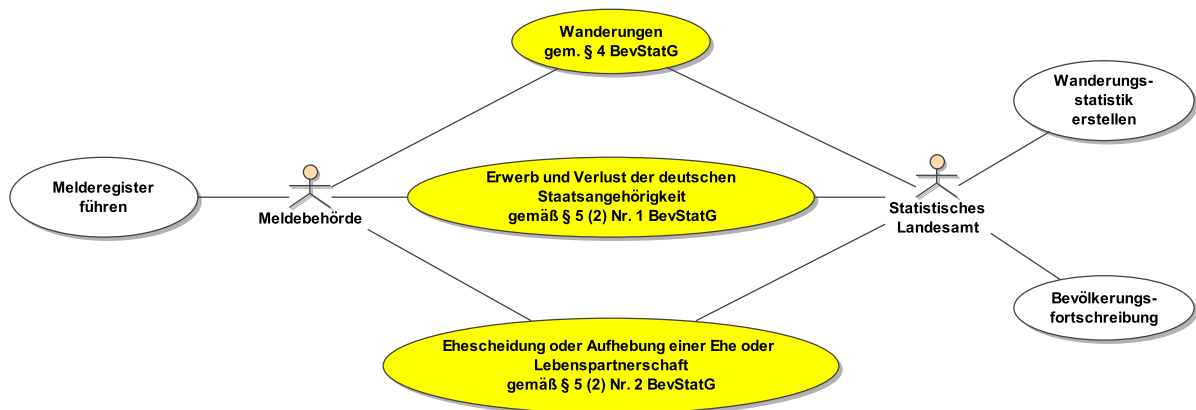 Wanderungen
gem. § 4 BevStatG
Wanderungs-
statistik
erstellen
Melderegister
führen
Meldebehörde
Erwerb und Verlust der deutschen
Staatsangehörigkeit
gemäß § 5 (2) Nr. 1 BevStatG
Statistisches
Landesamt
Bevölkerungs-
fortschreibung
Ehescheidung oder Aufhebung einer Ehe oder
Lebenspartnerschaft
gemäß § 5 (2) Nr. 2 BevStatG